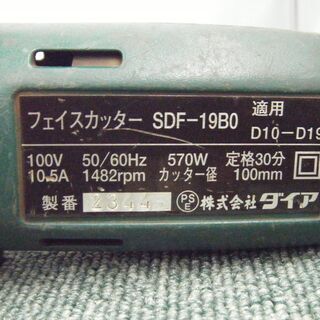 フェイスカッター SDF-19B0 適用
D10-D19
100V 50/60Hz 570W 定格30分
10.5A 1482rpm カッター径 100mm
製番 2344
PSE 株式会社ダイア